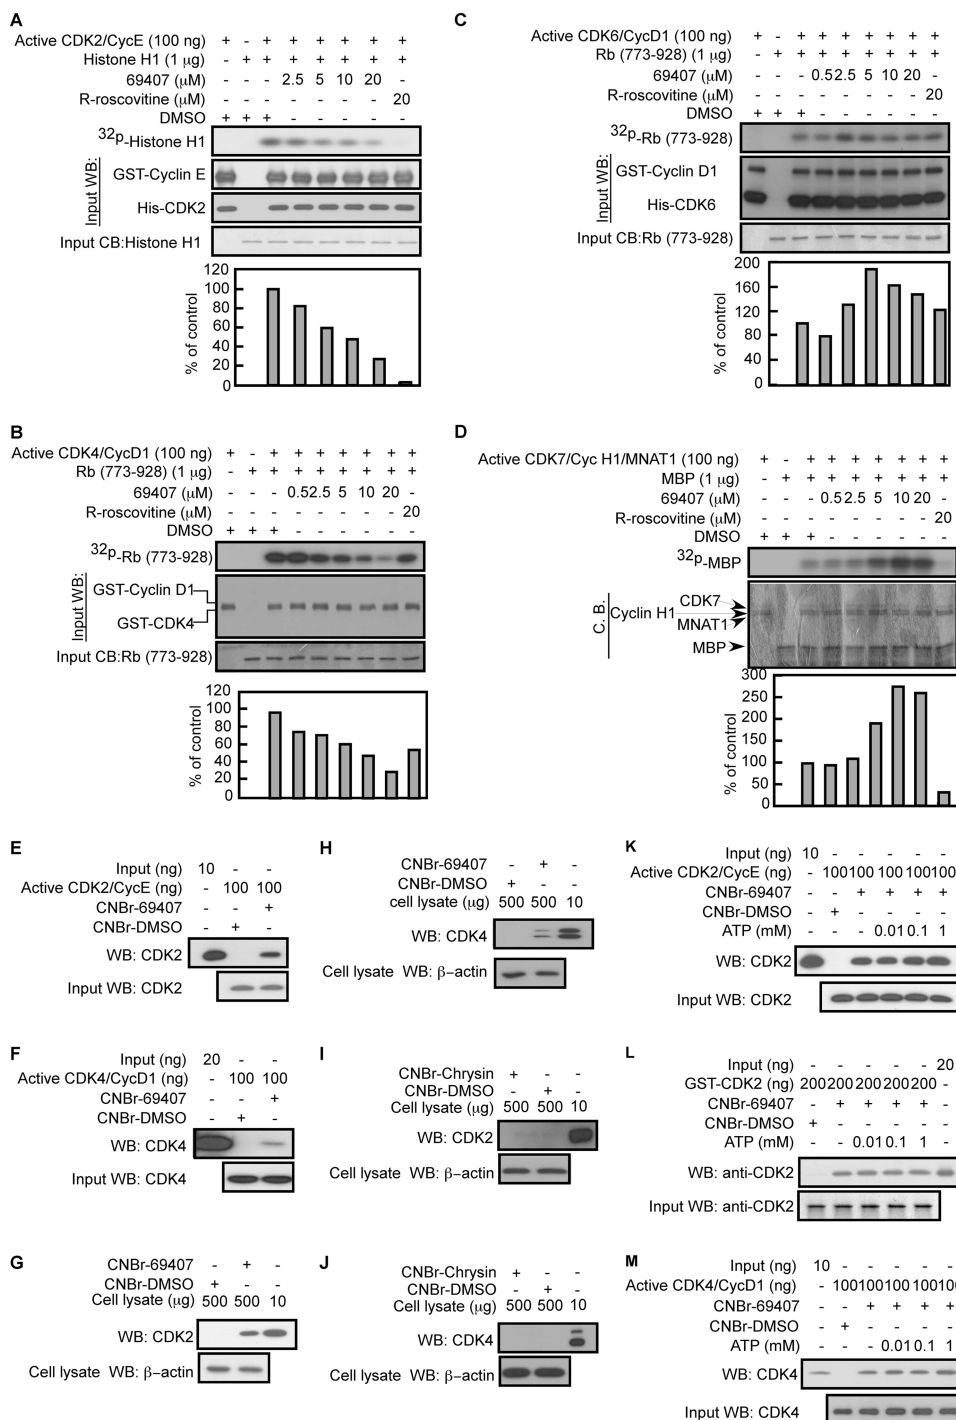 A
Active CDK2/CycE (100 ng) + - + + + + + +
Histone H1 (1 µg) - + + + + + + +
69407 (µM) - - - 2.5 5 10 20 -
R-roscovitine (µM) - - - - - - - 20
DMSO + + + - - - - -
32p-Histone H1
Input WB:
GST-Cyclin E
His-CDK2
Input CB:Histone H1
% of control
120
100
80
60
40
20
0
B
Active CDK4/CycD1 (100 ng) + - + + + + + + +
Rb (773-928) (1 µg) - + + + + + + + +
69407 (µM) - - - 0.5 2.5 5 10 20 -
R-roscovitine (µM) - - - - - - - - 20
DMSO + + + - - - - - -
32p-Rb (773-928)
Input WB:
GST-Cyclin D1
GST-CDK4
Input CB:Rb (773-928)
% of control
120
100
80
60
40
20
0
C
Active CDK6/CycD1 (100 ng) + - + + + + + + +
Rb (773-928) (1 µg) - + + + + + + + +
69407 (µM) - - - 0.5 2.5 5 10 20 -
R-roscovitine (µM) - - - - - - - - 20
DMSO + + + - - - - - -
32p-Rb (773-928)
Input WB:
GST-Cyclin D1
His-CDK6
Input CB:Rb (773-928)
% of control
200
160
120
80
40
0
D
Active CDK7/Cyc H1/MNAT1 (100 ng) + - + + + + + + +
MBP (1 µg) - + + + + + + + +
69407 (µM) - - - 0.5 2.5 5 10 20 -
R-roscovitine (µM) - - - - - - - - 20
DMSO + + + - - - - - -
32p-MBP
C. B.
CDK7
Cyclin H1
MNAT1
MBP
% of control
300
250
200
150
100
50
0
E
Input (ng) 10 - -
Active CDK2/CycE (ng) - 100 100
CNBr-69407 - - +
CNBr-DMSO - + -
WB: CDK2
Input WB: CDK2
F
Input (ng) 20 - -
Active CDK4/CycD1 (ng) - 100 100
CNBr-69407 - - +
CNBr-DMSO - + -
WB: CDK4
Input WB: CDK4
G
CNBr-69407 - + -
CNBr-DMSO + - -
Cell lysate (µg) 500 500 10
WB: CDK2
Cell lysate WB: β-actin
H
CNBr-69407 - + -
CNBr-DMSO + - -
cell lysate (µg) 500 500 10
WB: CDK4
Cell lysate WB: β-actin
I
CNBr-Chrysin + - -
CNBr-DMSO - + -
Cell lysate (µg) 500 500 10
WB: CDK2
Cell lysate WB: β-actin
J
CNBr-Chrysin + - -
CNBr-DMSO - + -
Cell lysate (µg) 500 500 10
WB: CDK4
Cell lysate WB: β-actin
K
Input (ng) 10 - - - - -
Active CDK2/CycE (ng) - 100 100 100 100 100
CNBr-69407 - - + + + +
CNBr-DMSO - + - - - -
ATP (mM) - - - 0.01 0.1 1
WB: CDK2
Input WB: CDK2
L
Input (ng) - - - - - 20
GST-CDK2 (ng) 200 200 200 200 200 -
CNBr-69407 - + + + + -
CNBr-DMSO + - - - - -
ATP (mM) - - 0.01 0.1 1 -
WB: anti-CDK2
Input WB: anti-CDK2
M
Input (ng) 10 - - - - -
Active CDK4/CycD1 (ng) - 100 100 100 100 100
CNBr-69407 - - + + + +
CNBr-DMSO - + - - - -
ATP (mM) - - - 0.01 0.1 1
WB: CDK4
Input WB: CDK4